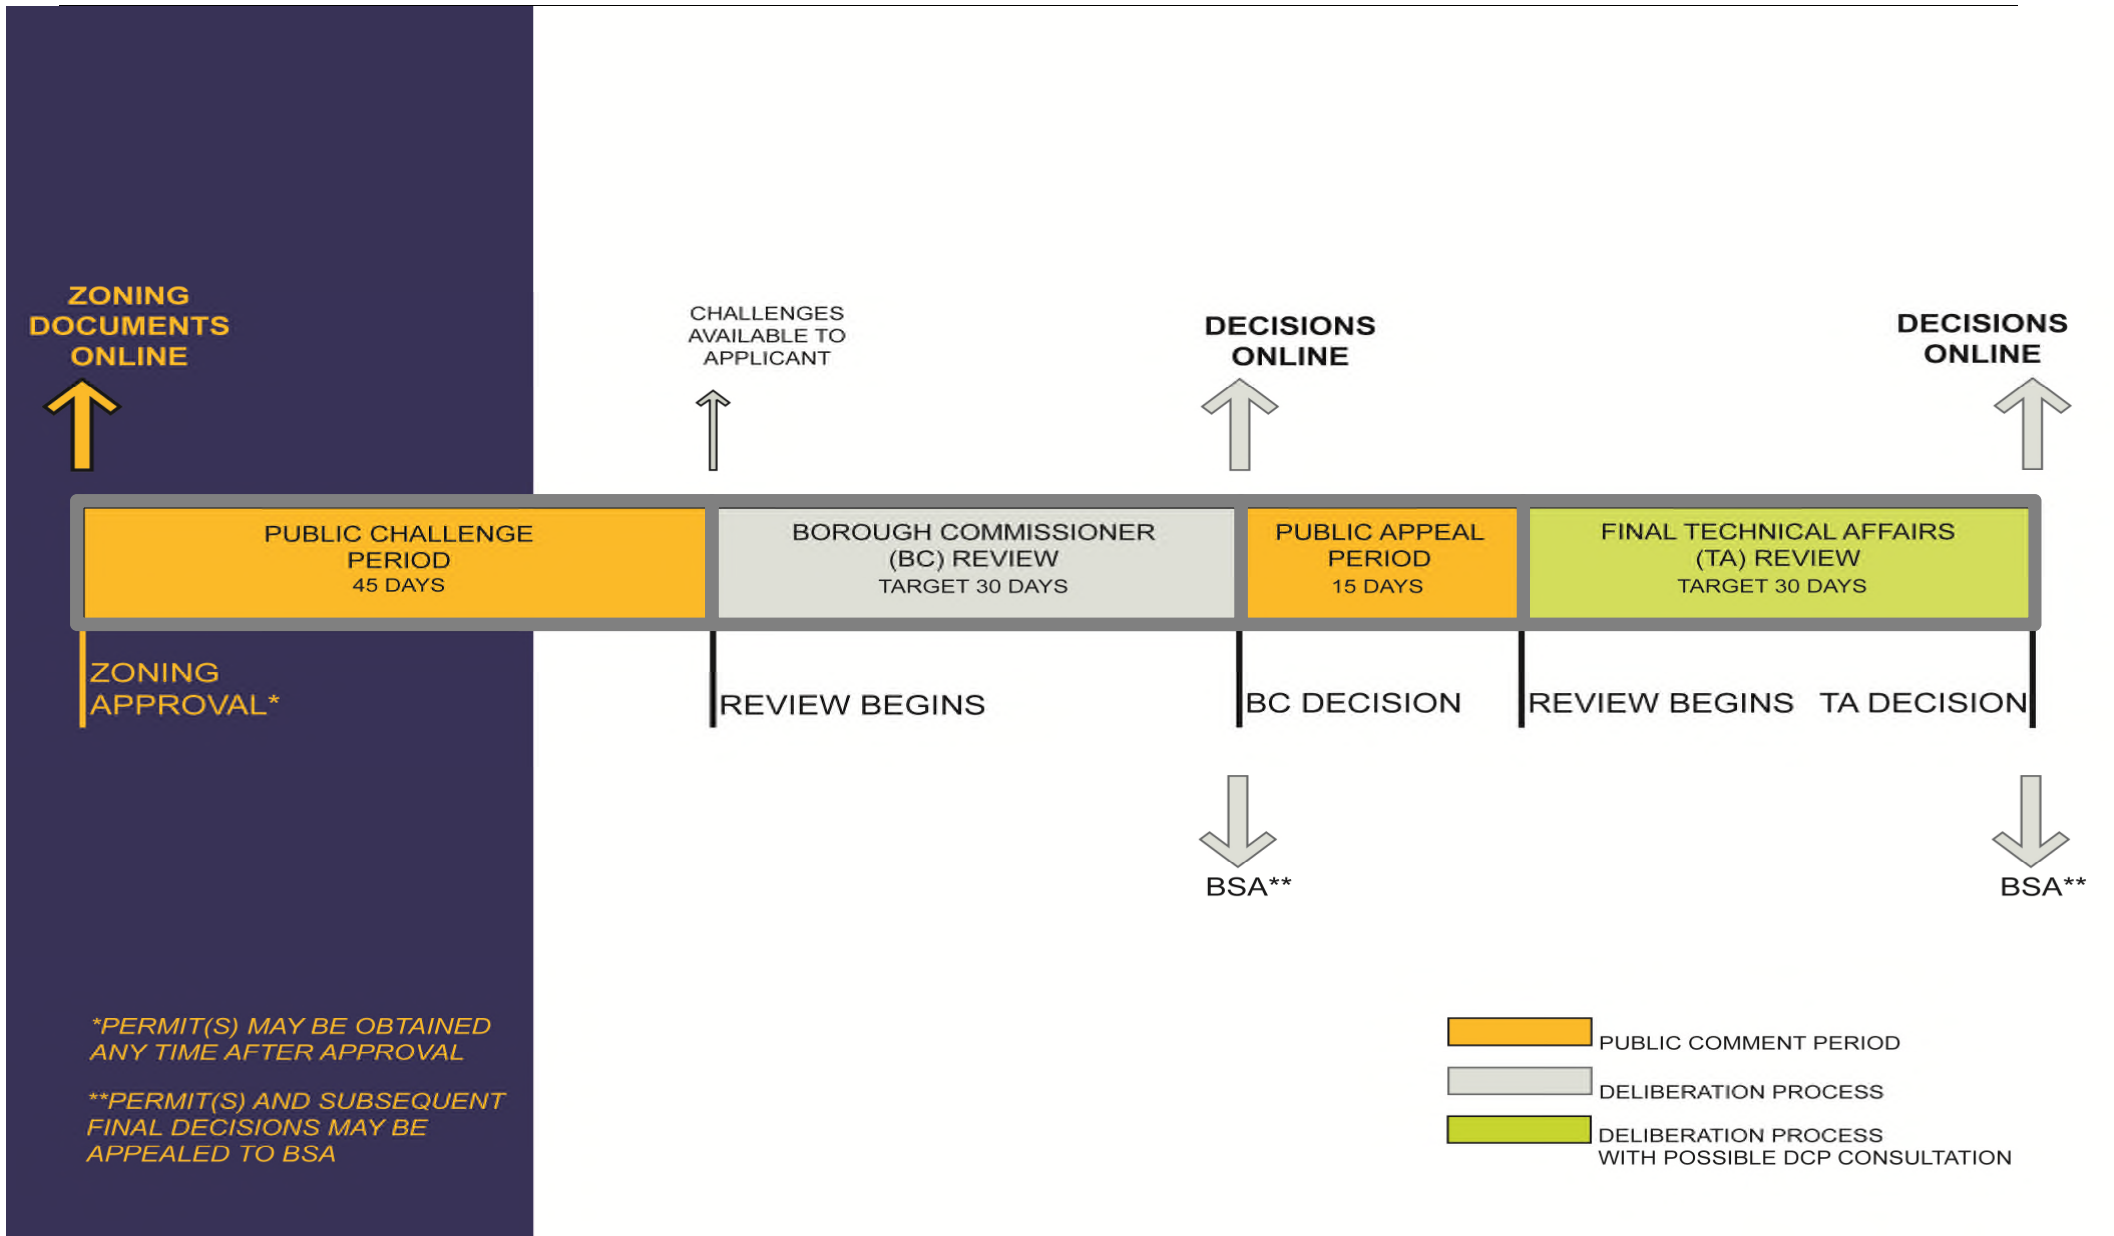 ZONING
DOCUMENTS
ONLINE
CHALLENGES
AVAILABLE TO
APPLICANT
DECISIONS
ONLINE
DECISIONS
ONLINE
PUBLIC CHALLENGE
PERIOD
45 DAYS
BOROUGH COMMISSIONER
(BC) REVIEW
TARGET 30 DAYS
PUBLIC APPEAL
PERIOD
15 DAYS
FINAL TECHNICAL AFFAIRS
(TA) REVIEW
TARGET 30 DAYS
ZONING
APPROVAL*
REVIEW BEGINS
BC DECISION
REVIEW BEGINS
TA DECISION
BSA**
BSA**
*PERMIT(S) MAY BE OBTAINED
ANY TIME AFTER APPROVAL
**PERMIT(S) AND SUBSEQUENT
FINAL DECISIONS MAY BE
APPEALED TO BSA
PUBLIC COMMENT PERIOD
DELIBERATION PROCESS
DELIBERATION PROCESS
WITH POSSIBLE DCP CONSULTATION